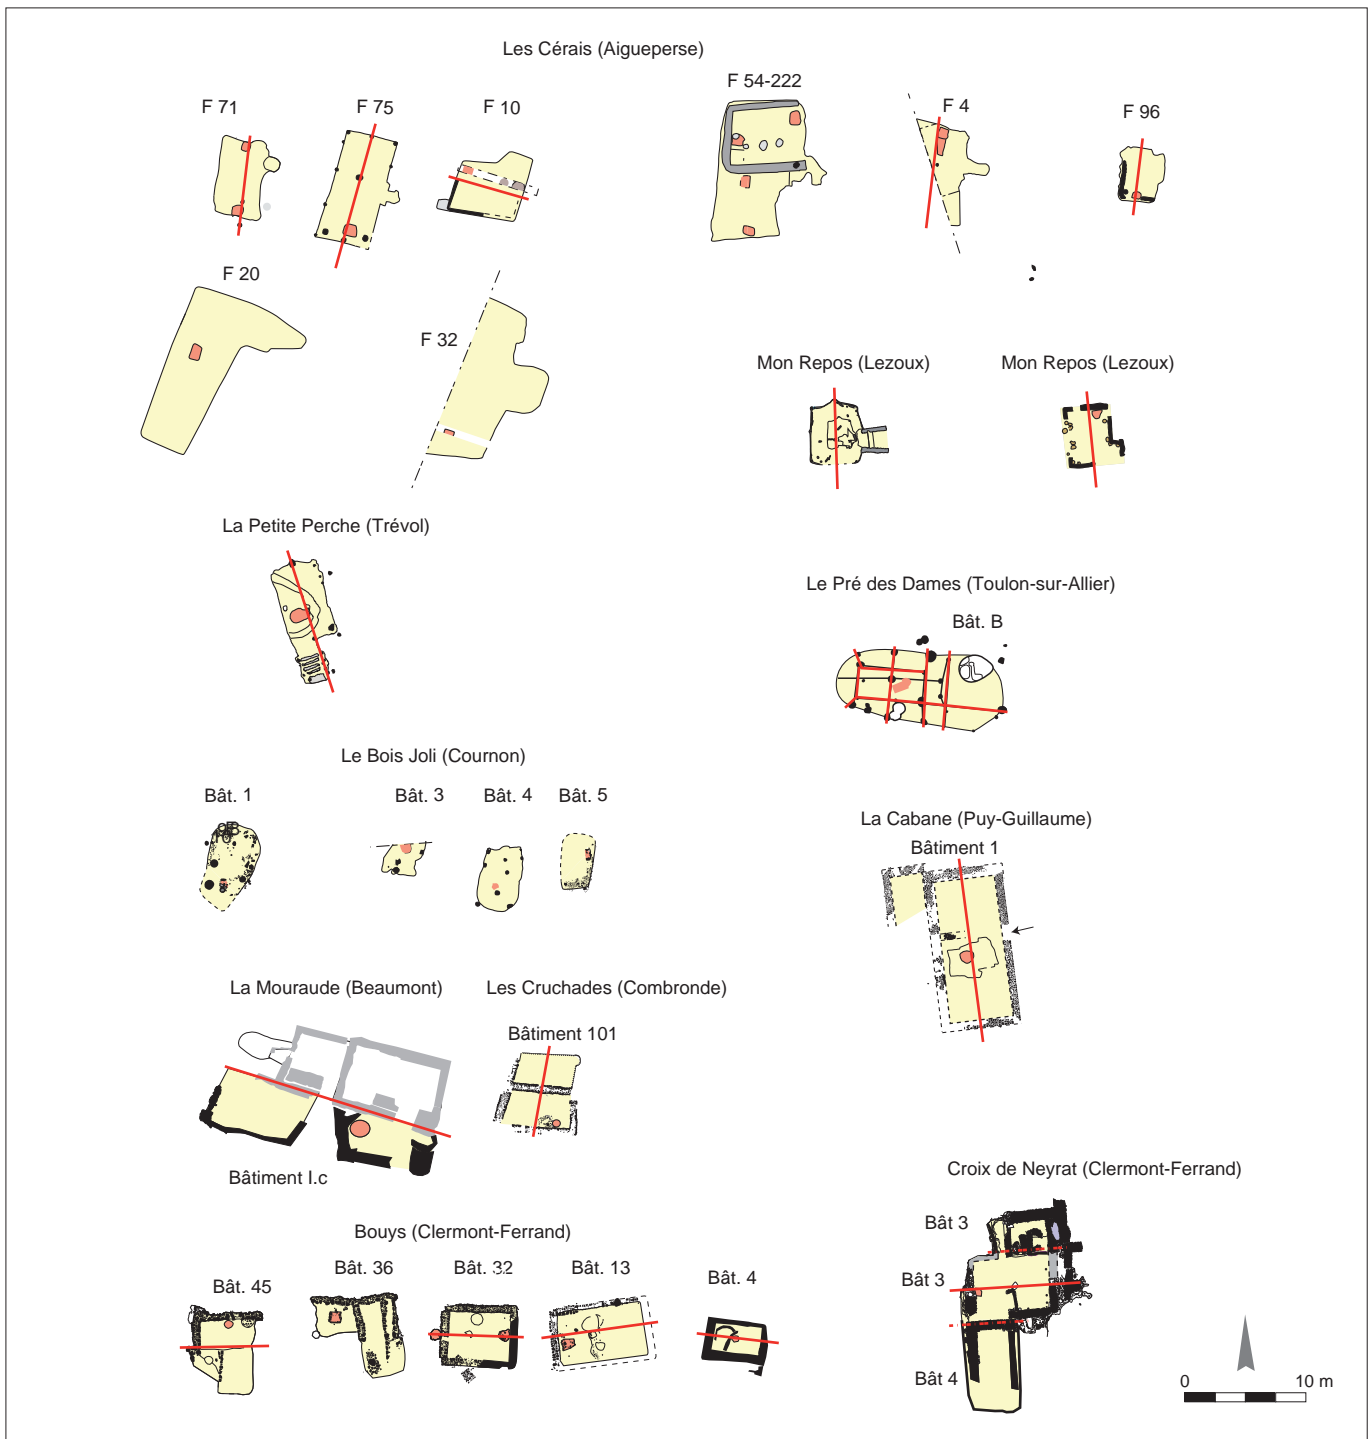 Les Cérais (Aigueperse)
F 71
F 75
F 10
F 54-222
F 4
F 96
F 20
F 32
Mon Repos (Lezoux)
Mon Repos (Lezoux)
La Petite Perche (Trévol)
Le Pré des Dames (Toulon-sur-Allier)
Bât. B
Le Bois Joli (Cournon)
Bât. 1
Bât. 3
Bât. 4
Bât. 5
La Cabane (Puy-Guillaume)
Bâtiment 1
La Mouraude (Beaumont)
Bâtiment I.c
Les Cruchades (Combronde)
Bâtiment 101
Croix de Neyrat (Clermont-Ferrand)
Bât 3
Bât 3
Bât 4
Bouys (Clermont-Ferrand)
Bât. 45
Bât. 36
Bât. 32
Bât. 13
Bât. 4
0 10 m